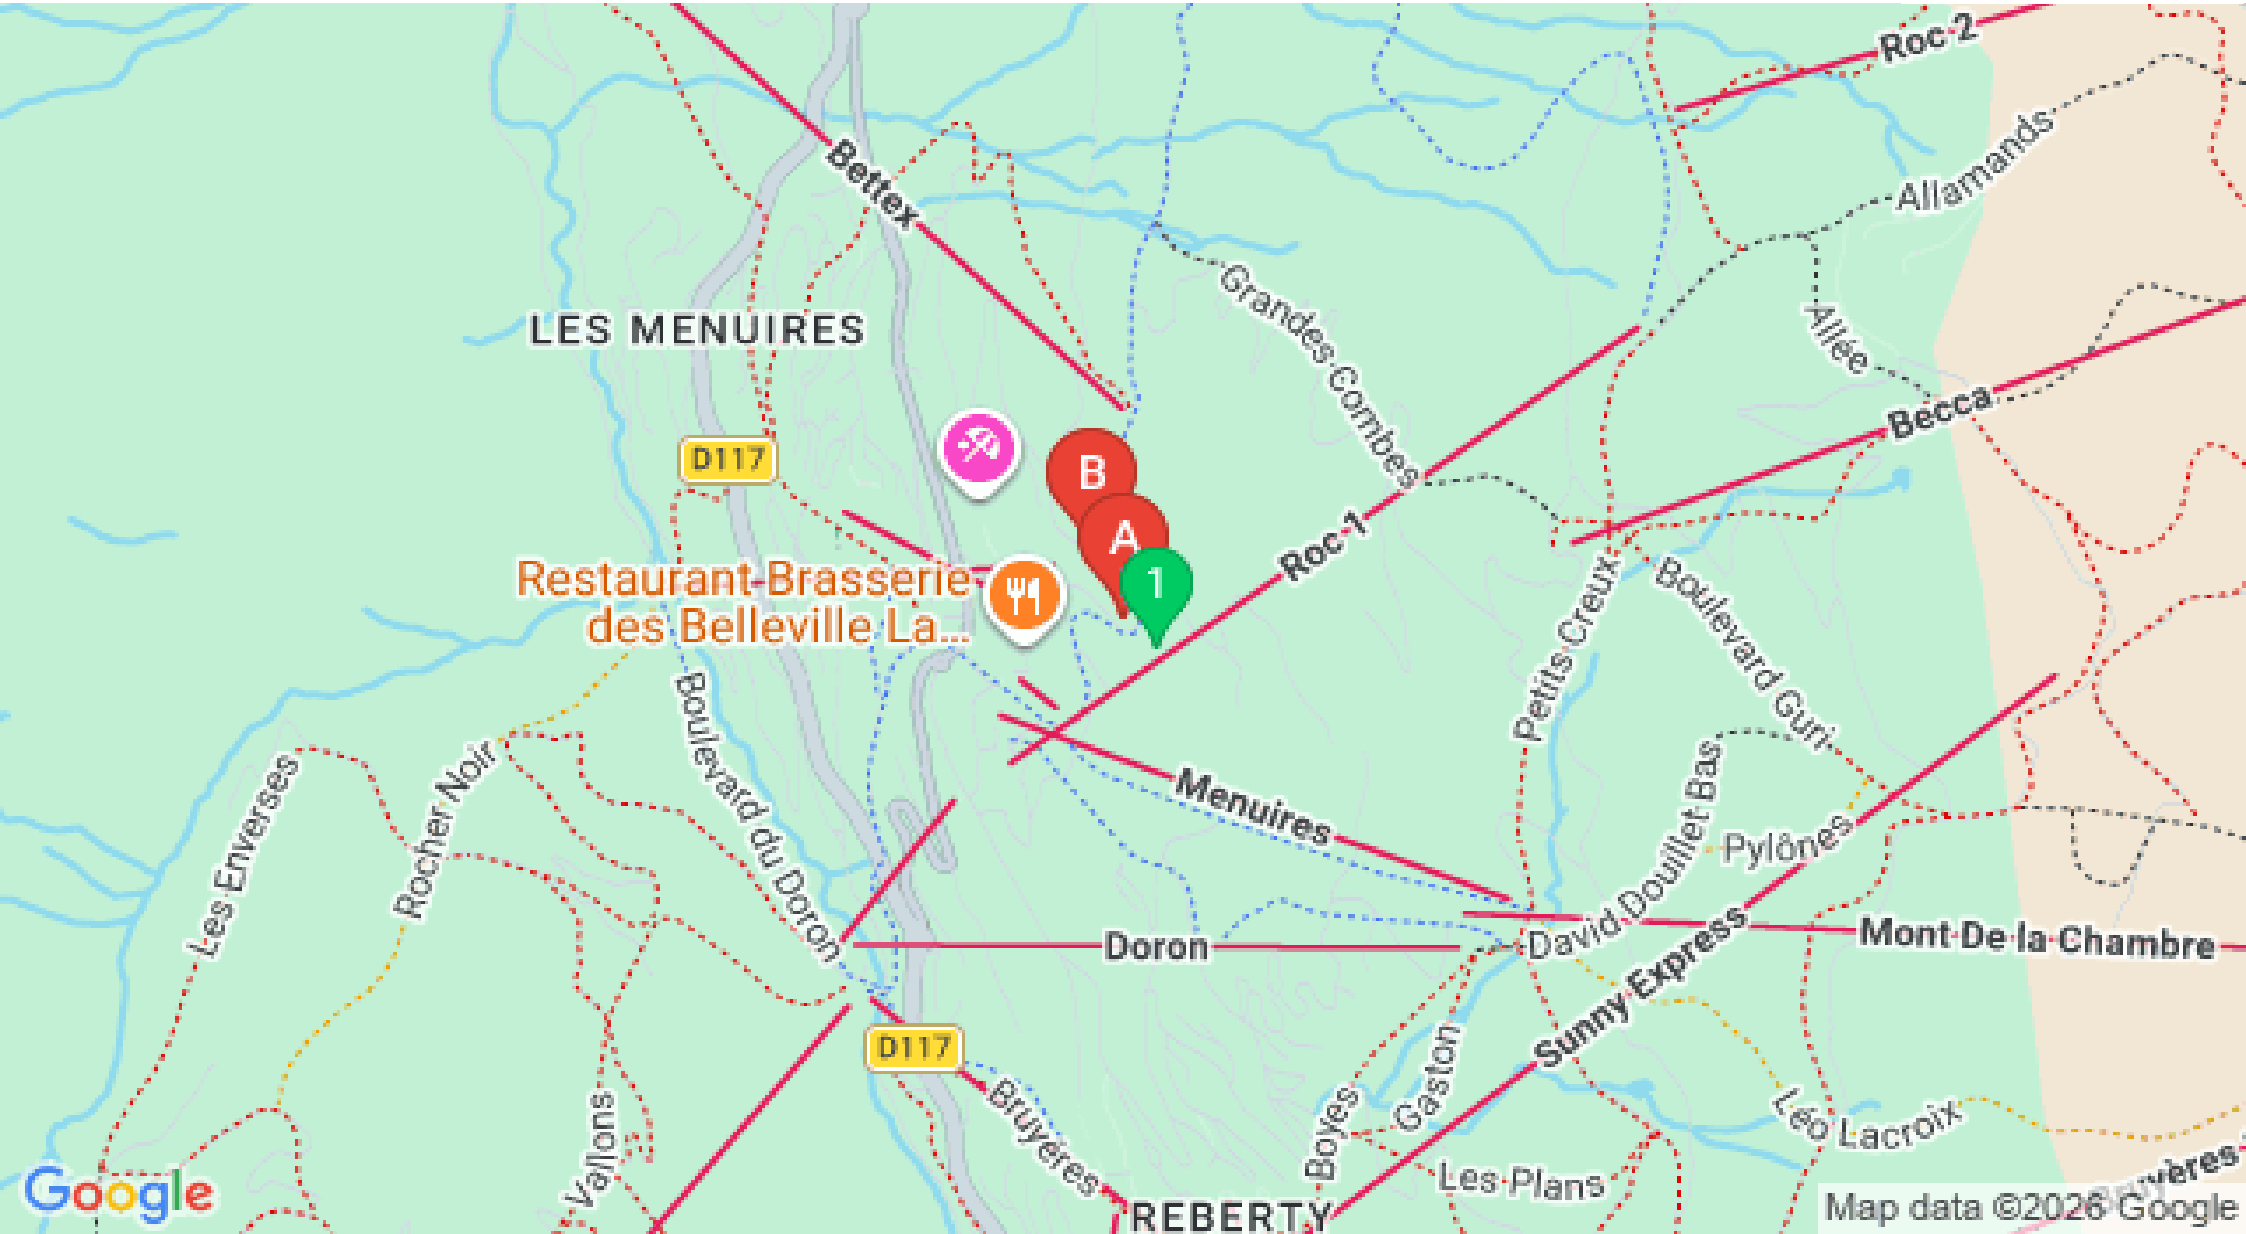 Roc 2
Bettex
Allamands
Grandes Combes
Allée
LES MENUIRES
Becca
D117
B
A
1
Roc 1
Restaurant Brasserie
des Belleville La...
Petits Creux
Boulevard Guri
Boulevard du Doron
Les Enverses
Rocher Noir
Menuires
David Douillet Bas
Pylônes
Doron
Mont De la Chambre
Sunny Express
D117
Bruyéres
Vallons
Boyes
Gaston
Léo Lacroix
Les Plans
Bruyères
REBERTY
Google
Map data ©2026 Google